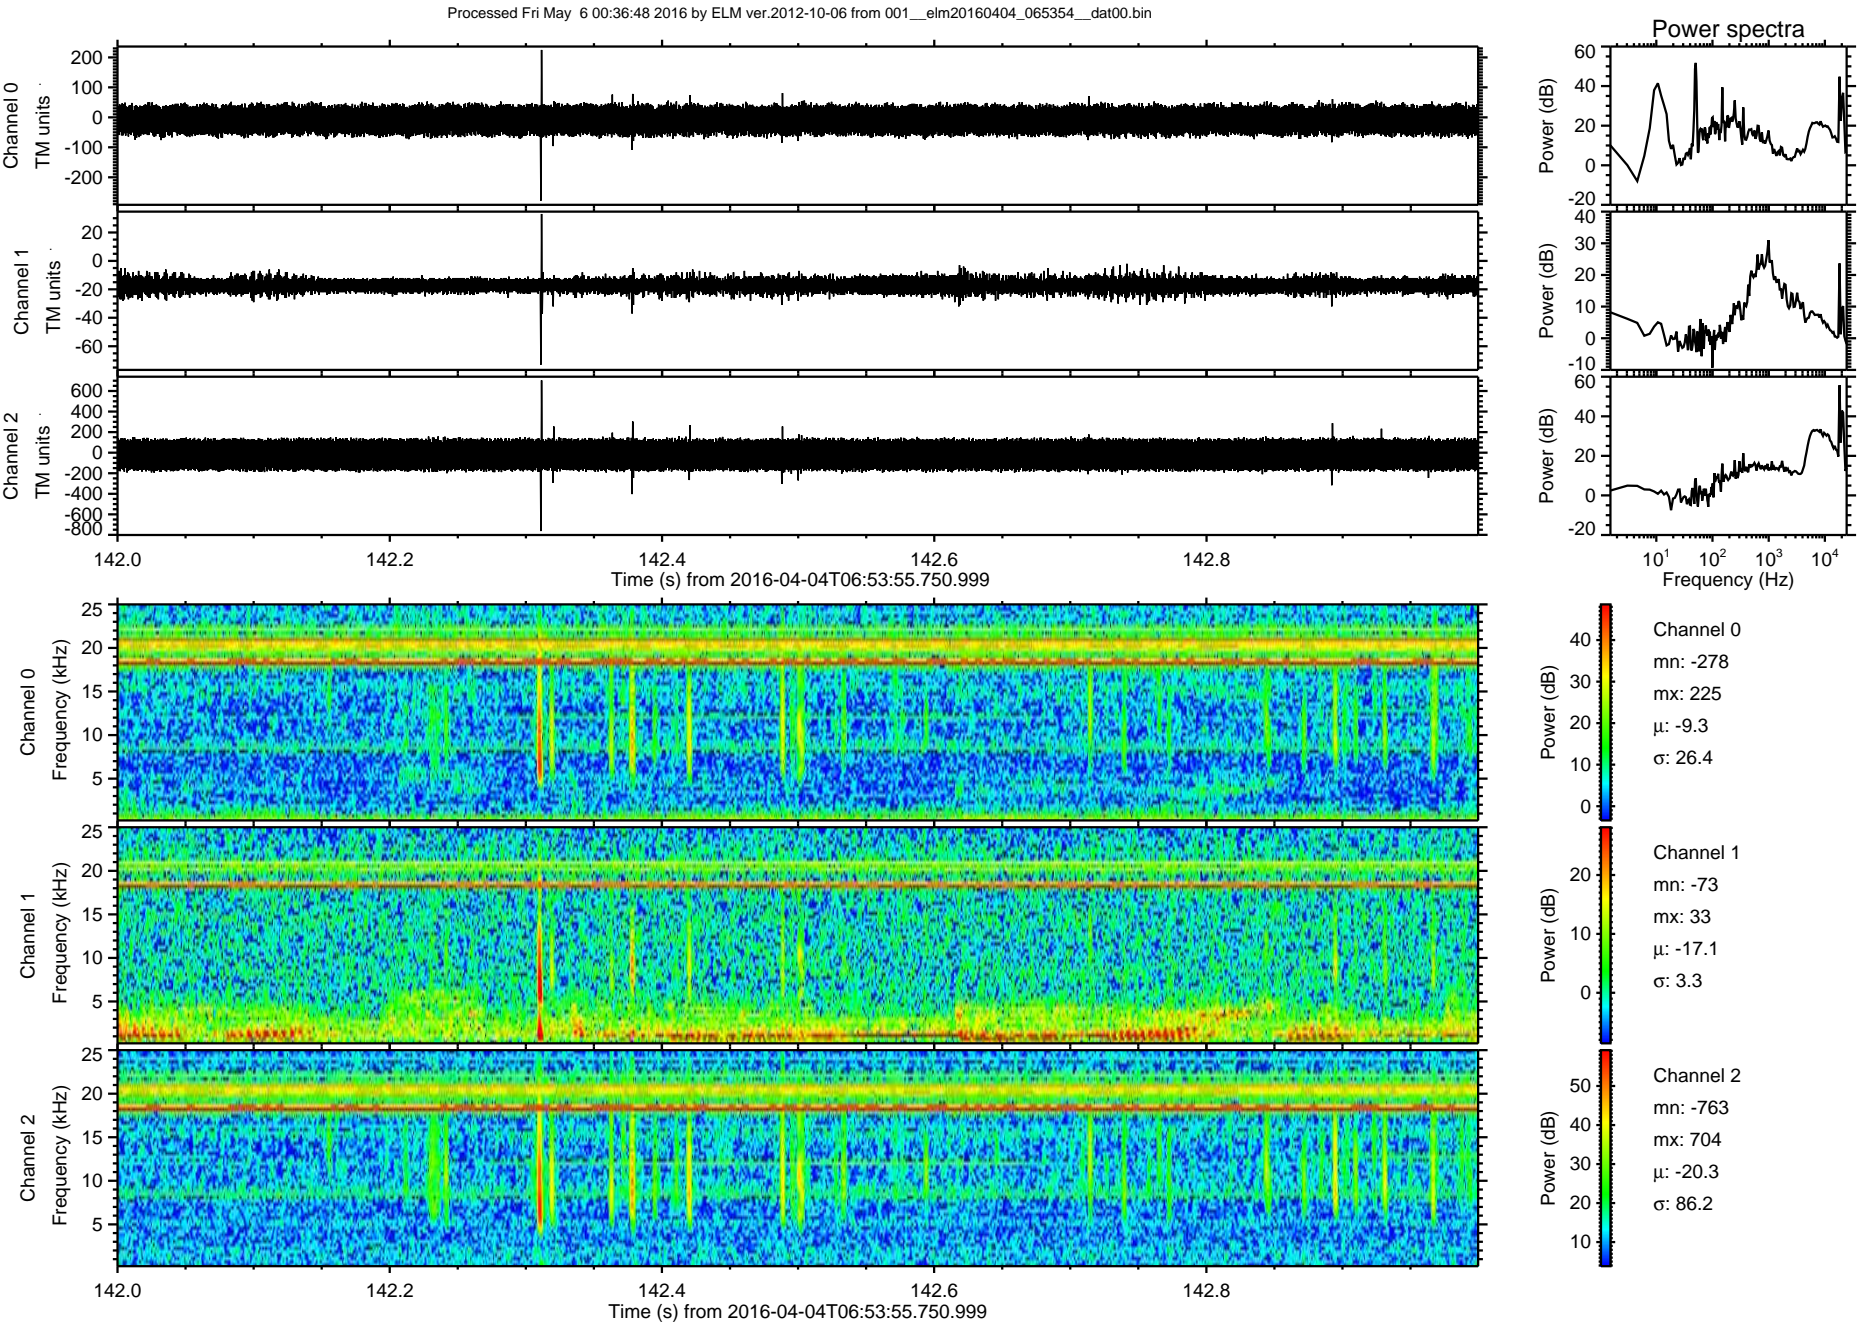 Processed Fri May  6 00:36:48 2016 by ELM ver.2012-10-06 from 001__elm20160404_065354__dat00.bin
Power spectra
Channel 0
TM units
200
100
0
-100
-200
Power (dB)
60
40
20
0
-20
Channel 1
TM units
20
0
-20
-40
-60
Power (dB)
40
30
20
10
0
-10
Channel 2
TM units
600
400
200
0
-200
-400
-600
-800
Power (dB)
60
40
20
0
-20
142.0 142.2 142.4 142.6 142.8
Time (s) from 2016-04-04T06:53:55.750.999
10^1 10^2 10^3 10^4
Frequency (Hz)
Channel 0
Frequency (kHz)
25
20
15
10
5
Power (dB)
40
30
20
10
0
Channel 0
mn: -278
mx: 225
μ: -9.3
σ: 26.4
Channel 1
Frequency (kHz)
25
20
15
10
5
Power (dB)
20
10
0
Channel 1
mn: -73
mx: 33
μ: -17.1
σ: 3.3
Channel 2
Frequency (kHz)
25
20
15
10
5
Power (dB)
50
40
30
20
10
Channel 2
mn: -763
mx: 704
μ: -20.3
σ: 86.2
142.0 142.2 142.4 142.6 142.8
Time (s) from 2016-04-04T06:53:55.750.999